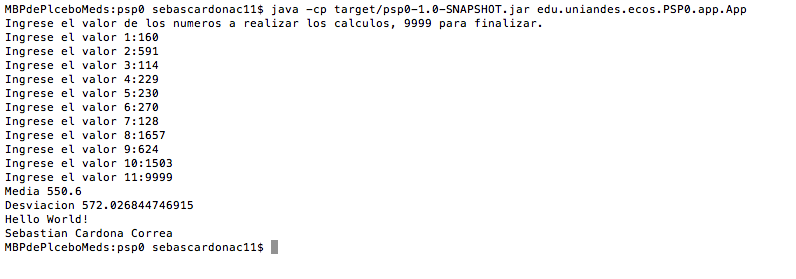 MBPdePlceboMeds:psp0 sebascardonac11$ java -cp target/psp0-1.0-SNAPSHOT.jar edu.uniandes.ecos.PSP0.app.App
Ingrese el valor de los numeros a realizar los calculos, 9999 para finalizar.
Ingrese el valor 1:160
Ingrese el valor 2:591
Ingrese el valor 3:114
Ingrese el valor 4:229
Ingrese el valor 5:230
Ingrese el valor 6:270
Ingrese el valor 7:128
Ingrese el valor 8:1657
Ingrese el valor 9:624
Ingrese el valor 10:1503
Ingrese el valor 11:9999
Media 550.6
Desviacion 572.026844746915
Hello World!
Sebastian Cardona Correa
MBPdePlceboMeds:psp0 sebascardonac11$